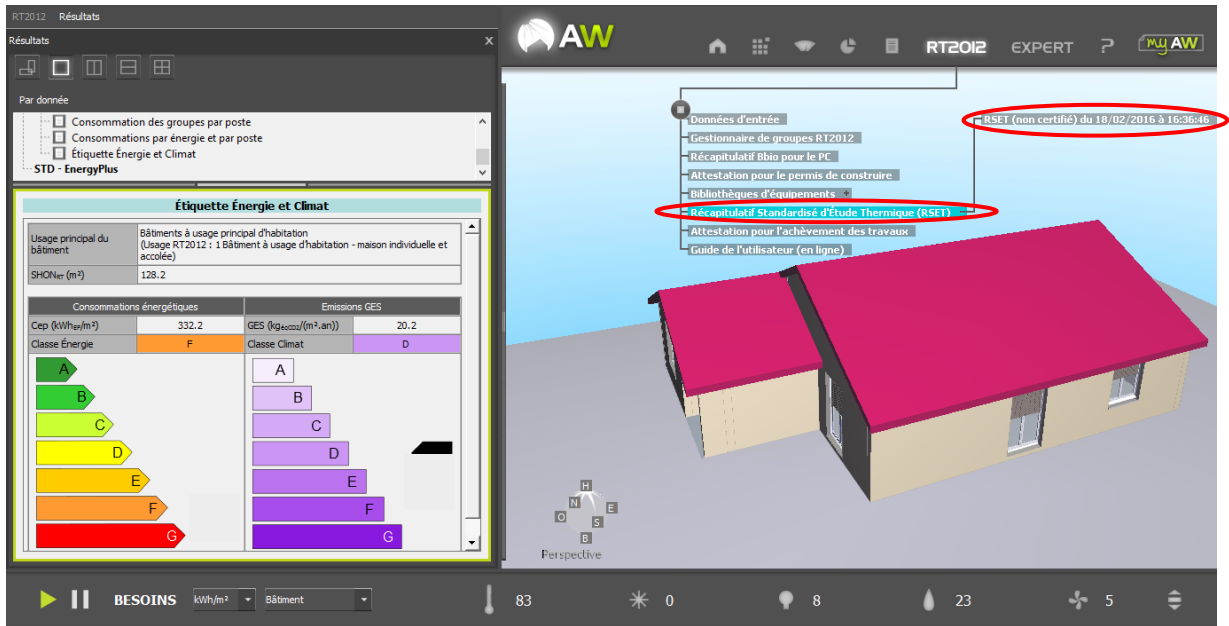 RT2012 Résultats
Résultats X
Par donnée
Consommation des groupes par poste
Consommations par énergie et par poste
Étiquette Énergie et Climat
STD - EnergyPlus
Étiquette Énergie et Climat
Usage principal du bâtiment
Bâtiments à usage principal d'habitation
(Usage RT2012 : 1 Bâtiment à usage d'habitation - maison individuelle et
accolée)
SHONRT (m²) 128.2
Consommations énergétiques Emissions GES
Cep (kWhEP/m²) 332.2 GES (kgéqCO2/(m².an)) 20.2
Classe Énergie F Classe Climat D
A A
B B
C C
D D
E E
F F
G G
AW
RT2012 EXPERT ? my AW
Données d'entrée
Gestionnaire de groupes RT2012
Récapitulatif Bbio pour le PC
Attestation pour le permis de construire
Bibliothèques d'équipements +
Récapitulatif Standardisé d'Étude Thermique (RSET)
Attestation pour l'achèvement des travaux
Guide de l'utilisateur (en ligne)
RSET (non certifié) du 18/02/2016 à 16:36:46
H
N E
O S
B
Perspective
BESOINS kWh/m² Bâtiment 83 0 8 23 5